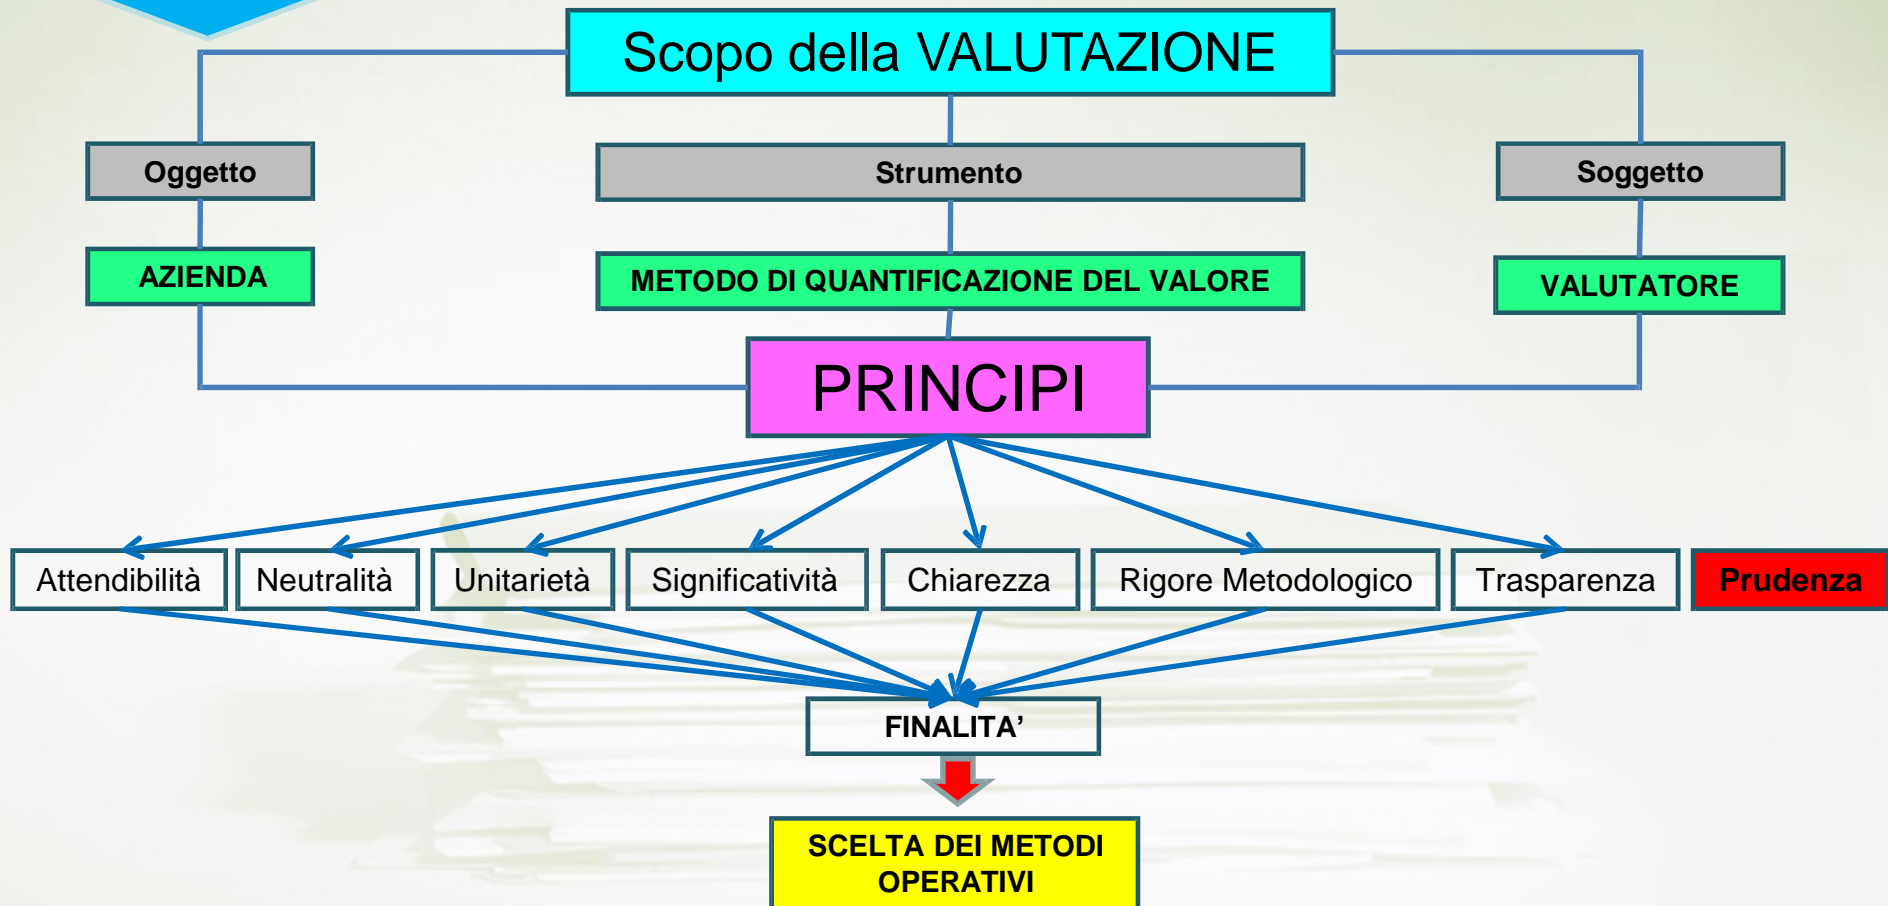 Scopo della VALUTAZIONE
Oggetto
Strumento
Soggetto
AZIENDA
METODO DI QUANTIFICAZIONE DEL VALORE
VALUTATORE
PRINCIPI
Attendibilità
Neutralità
Unitarietà
Significatività
Chiarezza
Rigore Metodologico
Trasparenza
Prudenza
FINALITA’
SCELTA DEI METODI
OPERATIVI